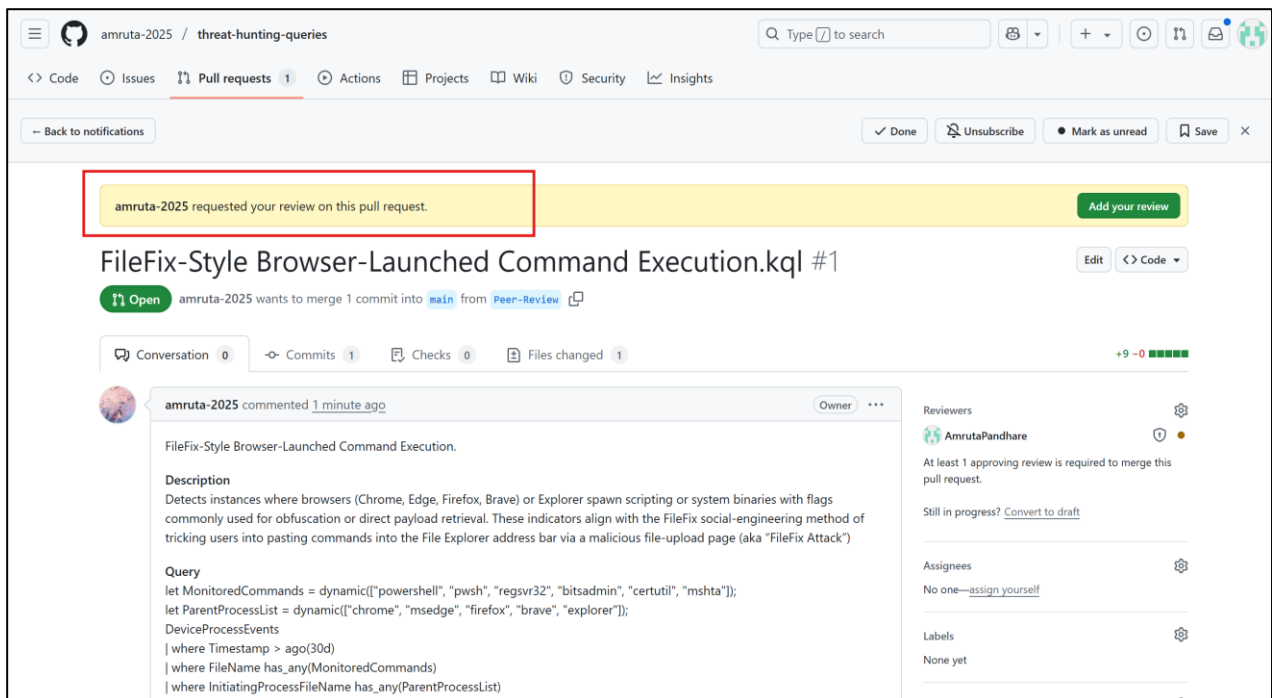 amruta-2025 / threat-hunting-queries
Type / to search
<> Code Issues Pull requests 1 Actions Projects Wiki Security Insights
← Back to notifications
Done Unsubscribe Mark as unread Save
amruta-2025 requested your review on this pull request.
Add your review
FileFix-Style Browser-Launched Command Execution.kql #1
Edit <> Code
Open amruta-2025 wants to merge 1 commit into main from Peer-Review
Conversation 0 Commits 1 Checks 0 Files changed 1
+9 −0
amruta-2025 commented 1 minute ago
Owner ...
FileFix-Style Browser-Launched Command Execution.
Description
Detects instances where browsers (Chrome, Edge, Firefox, Brave) or Explorer spawn scripting or system binaries with flags
commonly used for obfuscation or direct payload retrieval. These indicators align with the FileFix social-engineering method of
tricking users into pasting commands into the File Explorer address bar via a malicious file-upload page (aka “FileFix Attack”)
Query
let MonitoredCommands = dynamic(["powershell", "pwsh", "regsvr32", "bitsadmin", "certutil", "mshta"]);
let ParentProcessList = dynamic(["chrome", "msedge", "firefox", "brave", "explorer"]);
DeviceProcessEvents
| where Timestamp > ago(30d)
| where FileName has_any(MonitoredCommands)
| where InitiatingProcessFileName has_any(ParentProcessList)
Reviewers
AmrutaPandhare
At least 1 approving review is required to merge this
pull request.
Still in progress? Convert to draft
Assignees
No one—assign yourself
Labels
None yet